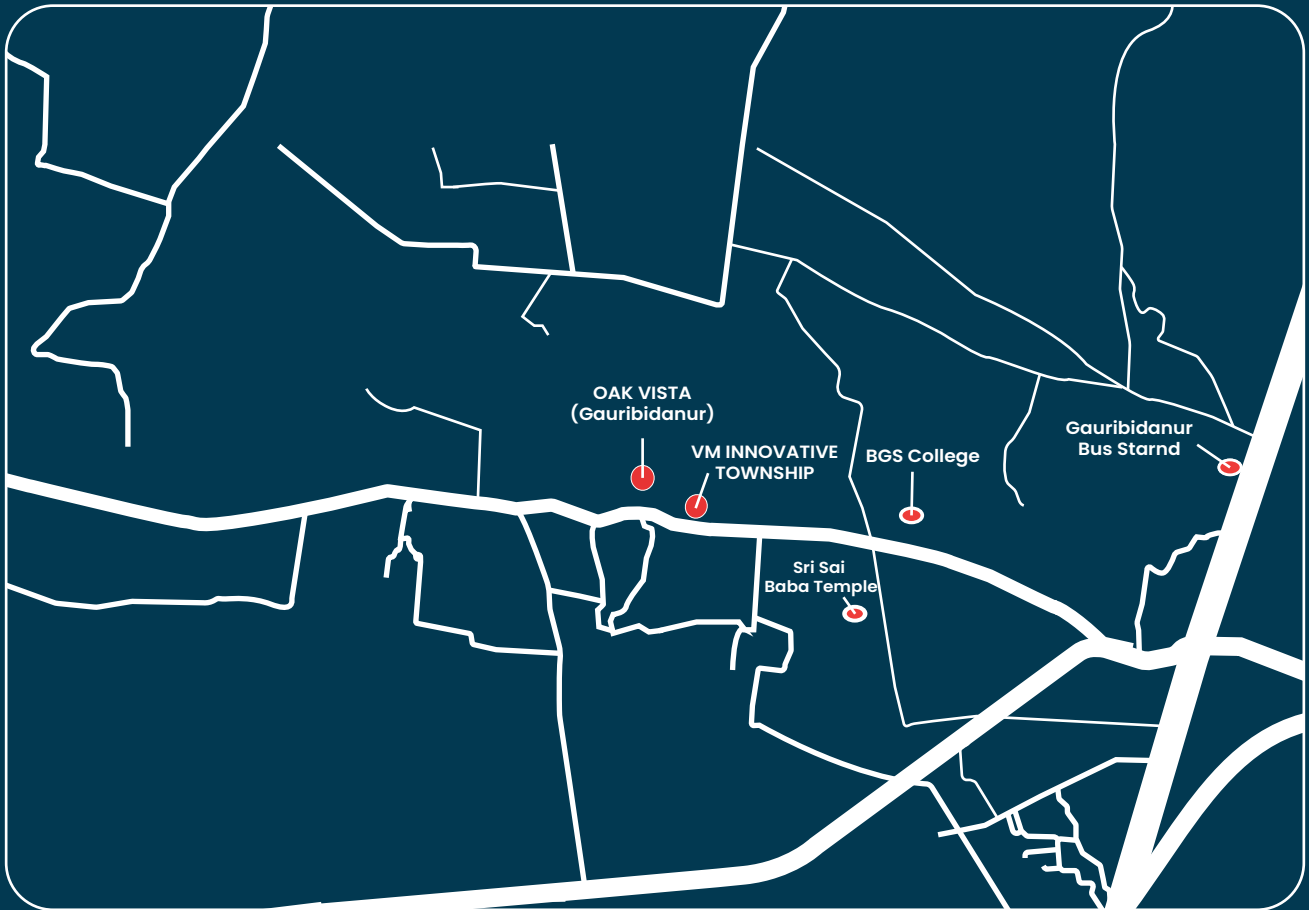 OAK VISTA
(Gauribidanur)
VM INNOVATIVE
TOWNSHIP
BGS College
Gauribidanur
Bus Starnd
Sri Sai
Baba Temple